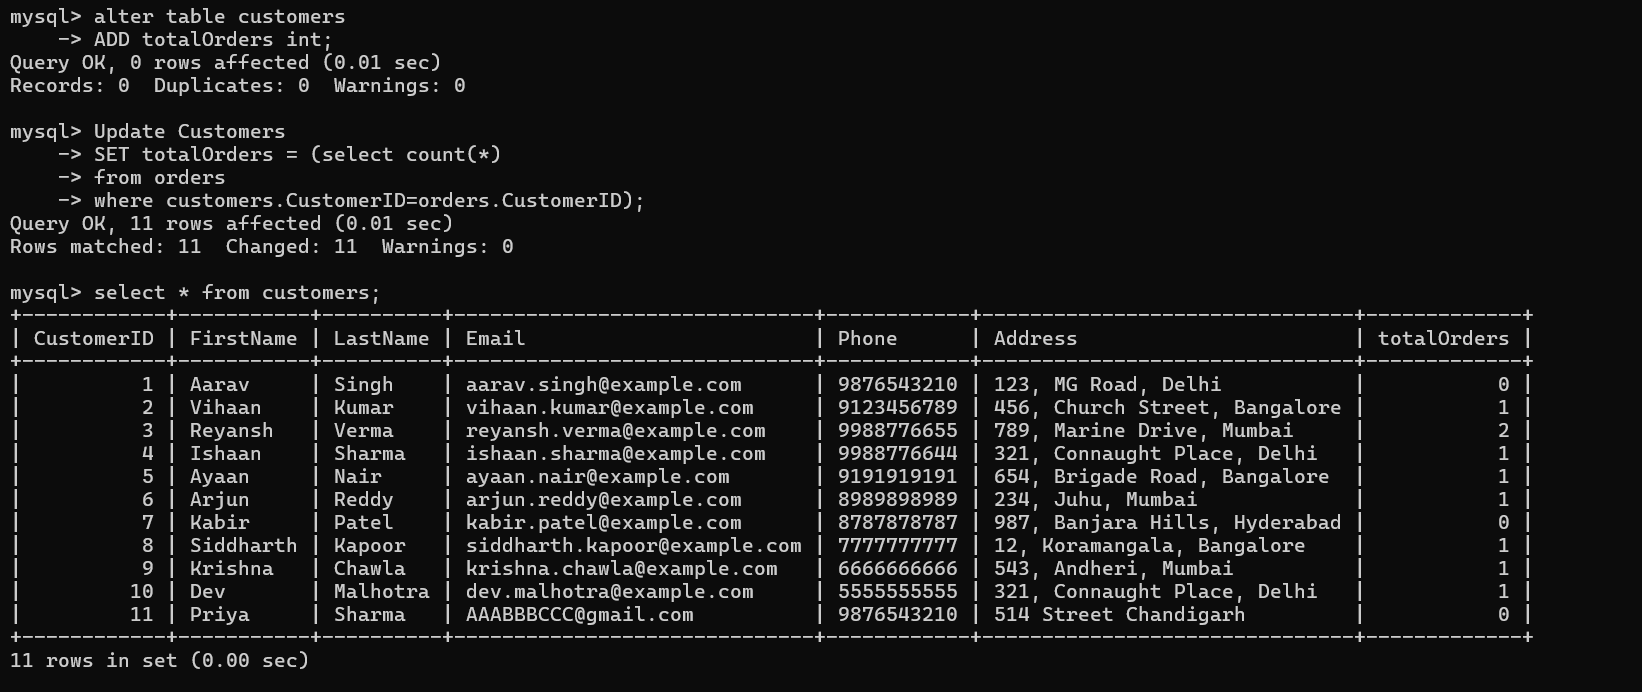 mysql> alter table customers
    -> ADD totalOrders int;
Query OK, 0 rows affected (0.01 sec)
Records: 0  Duplicates: 0  Warnings: 0

mysql> Update Customers
    -> SET totalOrders = (select count(*)
    -> from orders
    -> where customers.CustomerID=orders.CustomerID);
Query OK, 11 rows affected (0.01 sec)
Rows matched: 11  Changed: 11  Warnings: 0

mysql> select * from customers;
+------------+-----------+----------+------------------------------+------------+-------------------------------+-------------+
| CustomerID | FirstName | LastName | Email                        | Phone      | Address                       | totalOrders |
+------------+-----------+----------+------------------------------+------------+-------------------------------+-------------+
|          1 | Aarav     | Singh    | aarav.singh@example.com      | 9876543210 | 123, MG Road, Delhi           |           0 |
|          2 | Vihaan    | Kumar    | vihaan.kumar@example.com     | 9123456789 | 456, Church Street, Bangalore |           1 |
|          3 | Reyansh   | Verma    | reyansh.verma@example.com    | 9988776655 | 789, Marine Drive, Mumbai     |           2 |
|          4 | Ishaan    | Sharma   | ishaan.sharma@example.com    | 9988776644 | 321, Connaught Place, Delhi   |           1 |
|          5 | Ayaan     | Nair     | ayaan.nair@example.com       | 9191919191 | 654, Brigade Road, Bangalore  |           1 |
|          6 | Arjun     | Reddy    | arjun.reddy@example.com      | 8989898989 | 234, Juhu, Mumbai             |           1 |
|          7 | Kabir     | Patel    | kabir.patel@example.com      | 8787878787 | 987, Banjara Hills, Hyderabad |           0 |
|          8 | Siddharth | Kapoor   | siddharth.kapoor@example.com | 7777777777 | 12, Koramangala, Bangalore    |           1 |
|          9 | Krishna   | Chawla   | krishna.chawla@example.com   | 6666666666 | 543, Andheri, Mumbai          |           1 |
|         10 | Dev       | Malhotra | dev.malhotra@example.com     | 5555555555 | 321, Connaught Place, Delhi   |           1 |
|         11 | Priya     | Sharma   | AAABBBCCC@gmail.com          | 9876543210 | 514 Street Chandigarh         |           0 |
+------------+-----------+----------+------------------------------+------------+-------------------------------+-------------+
11 rows in set (0.00 sec)